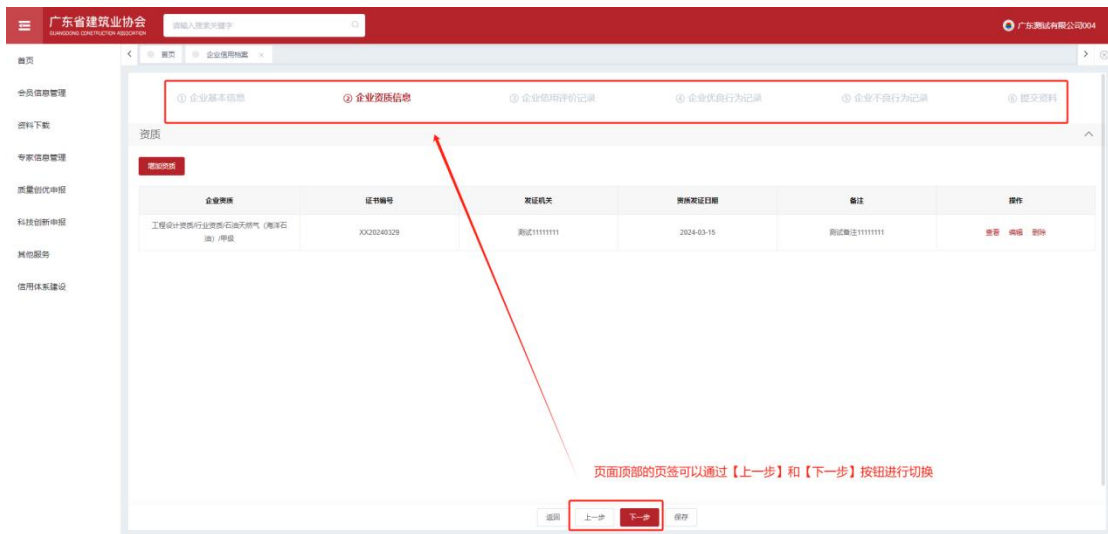 广东省建筑业协会
GUANGDONG CONSTRUCTION ASSOCIATION
请输入搜索关键字
广东测试有限公司004
首页
会员信息管理
资料下载
专家信息管理
质量创优申报
科技创新申报
其他服务
信用体系建设
首页 企业信用档案 ×
① 企业基本信息 ② 企业资质信息 ③ 企业信用评价记录 ④ 企业优良行为记录 ⑤ 企业不良行为记录 ⑥ 提交资料
资质
增加资质
企业资质 证书编号 发证机关 资质发证日期 备注 操作
工程设计资质/行业资质/石油天然气（海洋石
油）/甲级
XX20240329 测试11111111 2024-03-15 测试备注11111111 查看 编辑 删除
页面顶部的页签可以通过【上一步】和【下一步】按钮进行切换
返回 上一步 下一步 保存